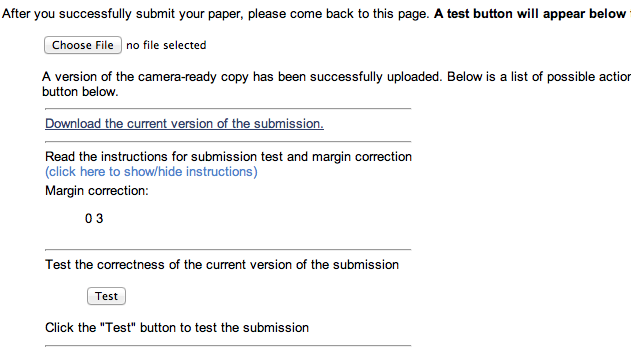 After you successfully submit your paper, please come back to this page. A test button will appear below
Choose File no file selected
A version of the camera-ready copy has been successfully uploaded. Below is a list of possible action
button below.
Download the current version of the submission.
Read the instructions for submission test and margin correction
(click here to show/hide instructions)
Margin correction:
0 3
Test the correctness of the current version of the submission
Test
Click the "Test" button to test the submission